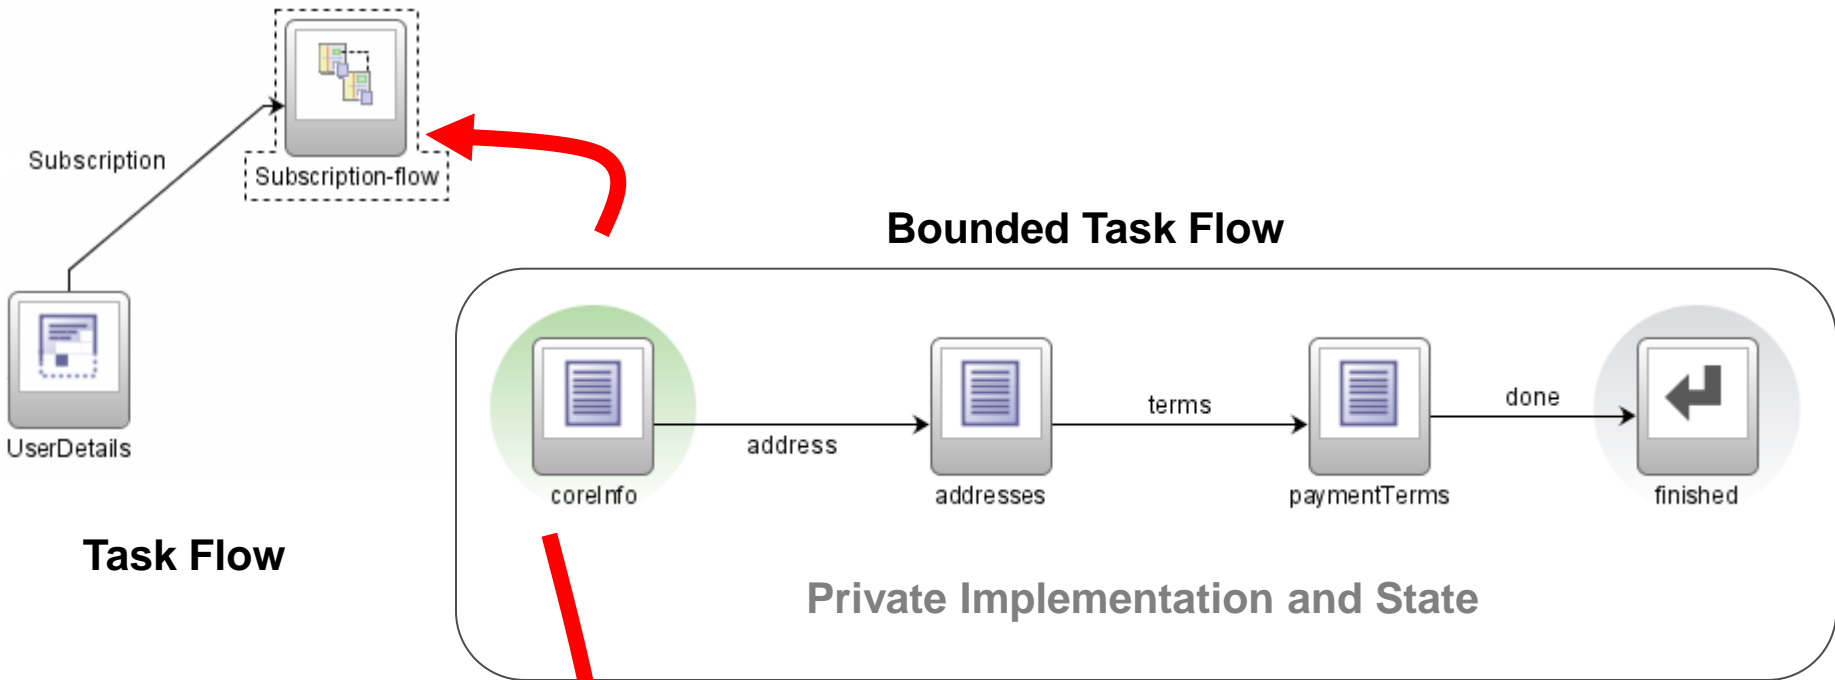 Subscription
Subscription-flow
UserDetails
Task Flow
Bounded Task Flow
coreInfo
address
addresses
terms
paymentTerms
done
finished
Private Implementation and State